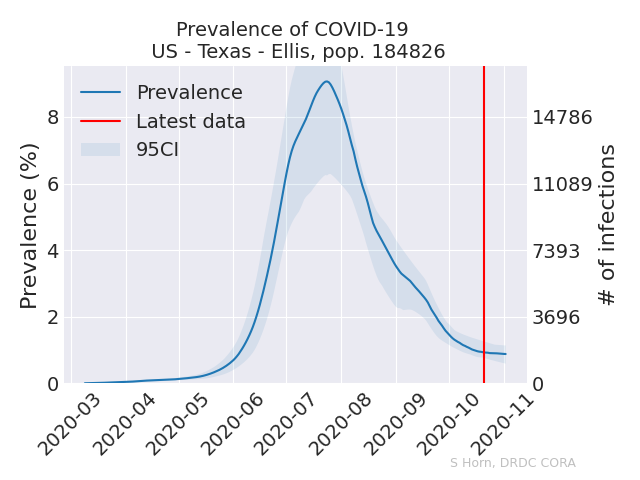 Prevalence of COVID-19
US - Texas - Ellis, pop. 184826
Prevalence
Latest data
95CI
Prevalence (%)
8
6
4
2
0
14786
11089
7393
3696
0
# of infections
2020-03
2020-04
2020-05
2020-06
2020-07
2020-08
2020-09
2020-10
2020-11
S Horn, DRDC CORA